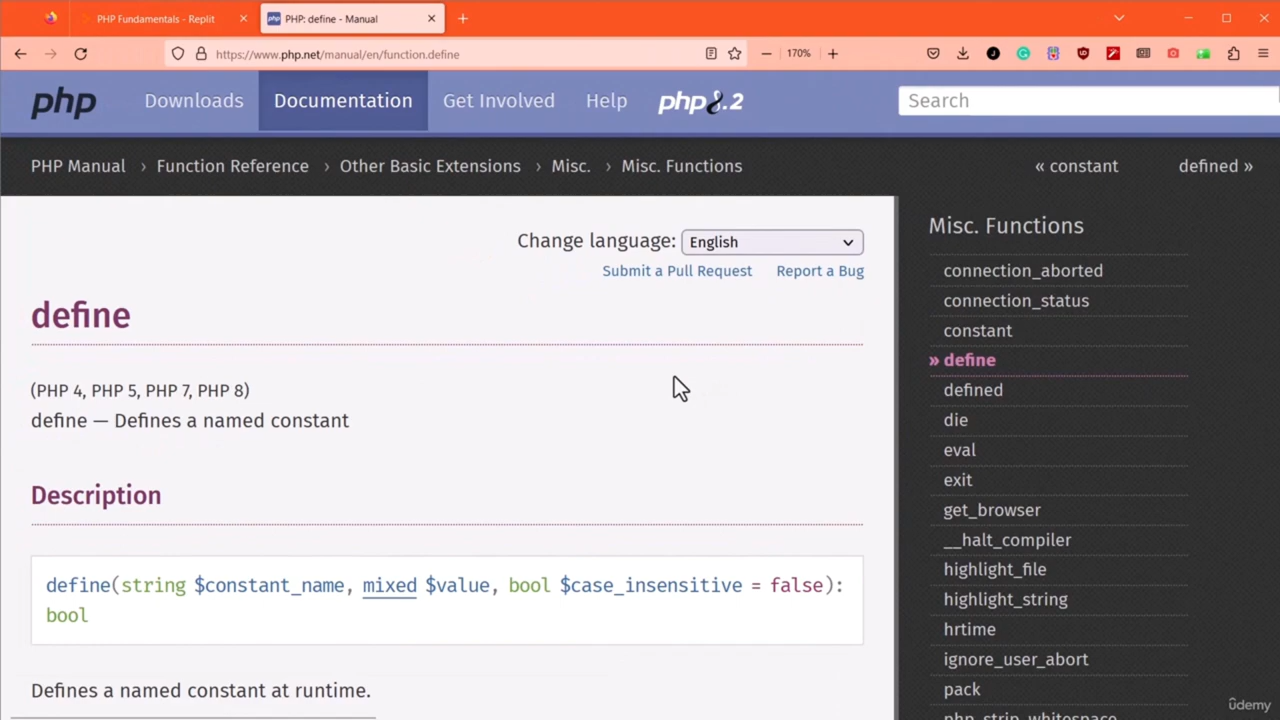 PHP Fundamentals - Replit
PHP: define - Manual
https://www.php.net/manual/en/function.define
170%
php
Downloads
Documentation
Get Involved
Help
php8.2
Search
PHP Manual › Function Reference › Other Basic Extensions › Misc. › Misc. Functions
« constant
defined »
Change language: English
Submit a Pull Request
Report a Bug
define
(PHP 4, PHP 5, PHP 7, PHP 8)
define — Defines a named constant
Description
define(string $constant_name, mixed $value, bool $case_insensitive = false):
bool
Defines a named constant at runtime.
Misc. Functions
connection_aborted
connection_status
constant
» define
defined
die
eval
exit
get_browser
__halt_compiler
highlight_file
highlight_string
hrtime
ignore_user_abort
pack
php_strip_whitespace
ûdemy